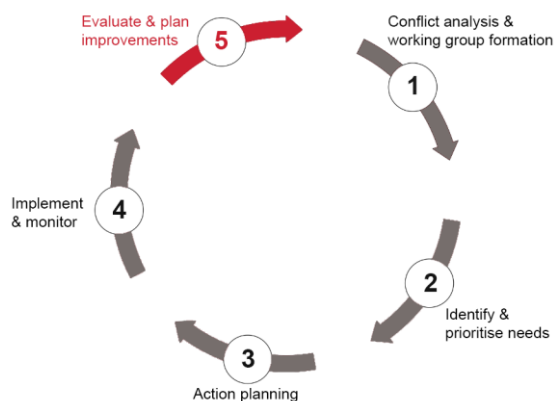 Evaluate & plan
improvements
5
Conflict analysis &
working group formation
1
2
Identify &
prioritise needs
3
Action planning
Implement
& monitor
4